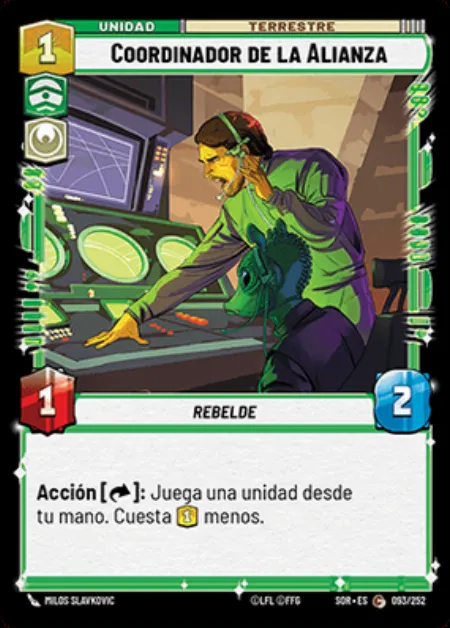 UNIDAD
TERRESTRE
1
COORDINADOR DE LA ALIANZA
1
REBELDE
2
Acción [ ]: Juega una unidad desde
tu mano. Cuesta 1 menos.
MILOS SLAVKOVIC
©LFL ©FFG
SOR • ES C 093/252